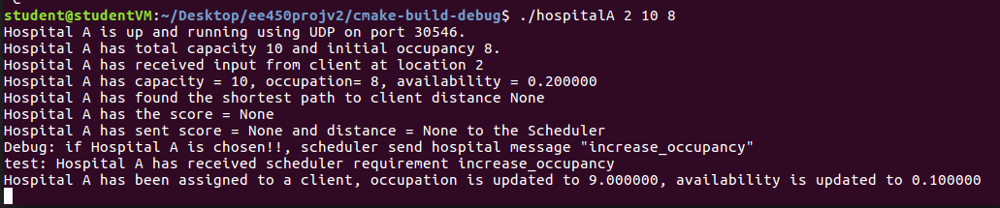 student@studentVM:~/Desktop/ee450projv2/cmake-build-debug$ ./hospitalA 2 10 8
Hospital A is up and running using UDP on port 30546.
Hospital A has total capacity 10 and initial occupancy 8.
Hospital A has received input from client at location 2
Hospital A has capacity = 10, occupation= 8, availability = 0.200000
Hospital A has found the shortest path to client distance None
Hospital A has the score = None
Hospital A has sent score = None and distance = None to the Scheduler
Debug: if Hospital A is chosen!!, scheduler send hospital message "increase_occupancy"
test: Hospital A has received scheduler requirement increase_occupancy
Hospital A has been assigned to a client, occupation is updated to 9.000000, availability is updated to 0.100000